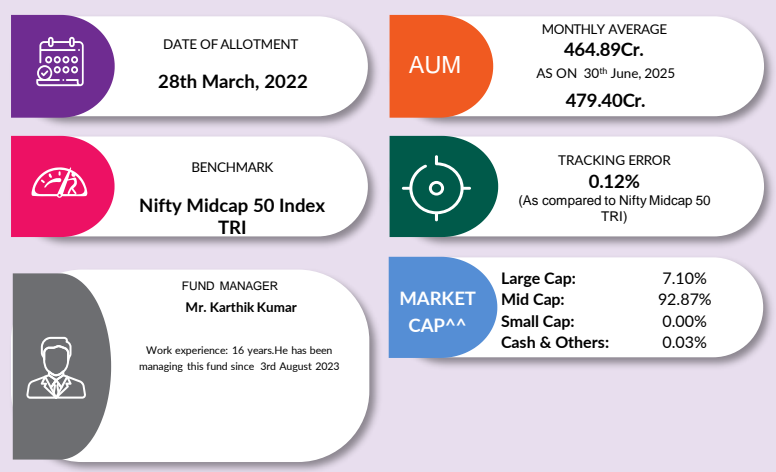 DATE OF ALLOTMENT
28th March, 2022
AUM
MONTHLY AVERAGE
464.89Cr.
AS ON 30th June, 2025
479.40Cr.
BENCHMARK
Nifty Midcap 50 Index
TRI
TRACKING ERROR
0.12%
(As compared to Nifty Midcap 50
TRI)
FUND MANAGER
Mr. Karthik Kumar
Work experience: 16 years.He has been
managing this fund since 3rd August 2023
MARKET
CAP^^
Large Cap: 7.10%
Mid Cap: 92.87%
Small Cap: 0.00%
Cash & Others: 0.03%